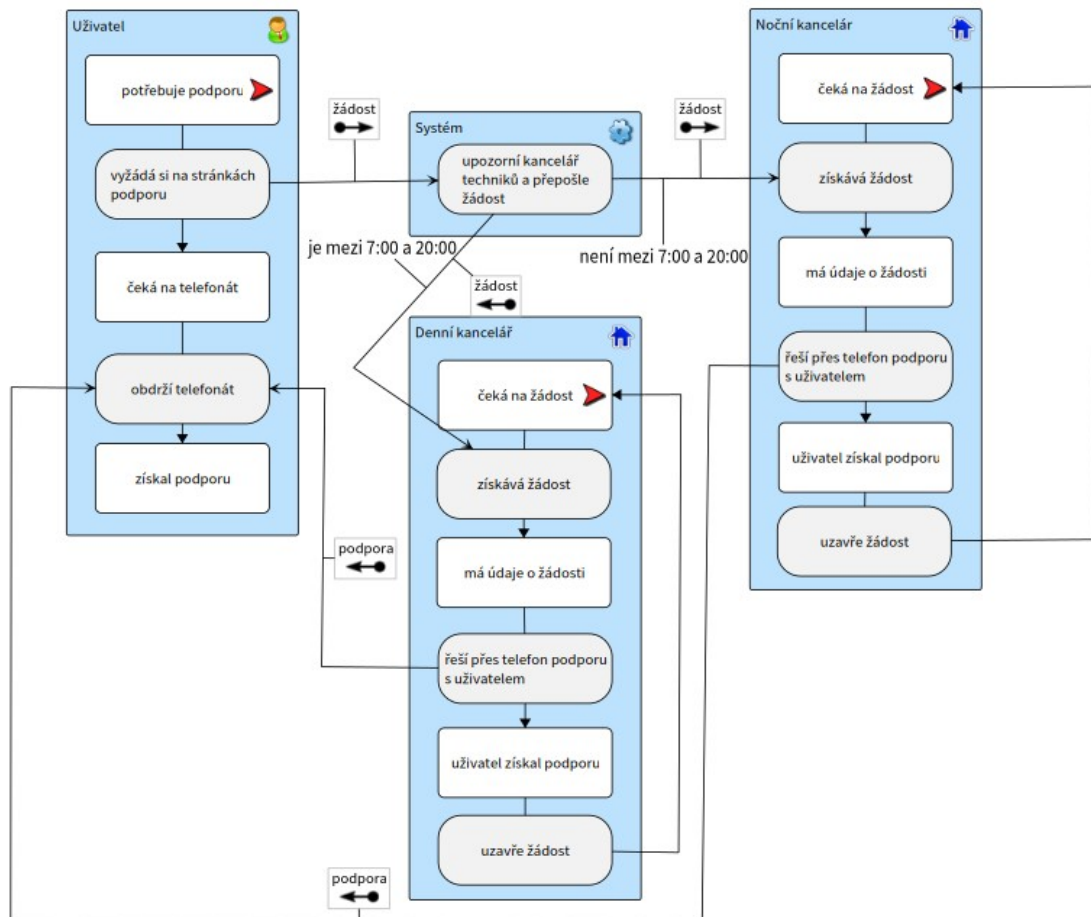 Uživatel
potřebuje podporu
vyžádá si na stránkách
podporu
čeká na telefonát
obdrží telefonát
získal podporu
žádost
Systém
upozorní kancelář
techniků a přepošle
žádost
je mezi 7:00 a 20:00
žádost
žádost
není mezi 7:00 a 20:00
Denní kancelář
čeká na žádost
získává žádost
má údaje o žádosti
řeší přes telefon podporu
s uživatelem
uživatel získal podporu
uzavře žádost
podpora
podpora
Noční kancelář
čeká na žádost
získává žádost
má údaje o žádosti
řeší přes telefon podporu
s uživatelem
uživatel získal podporu
uzavře žádost